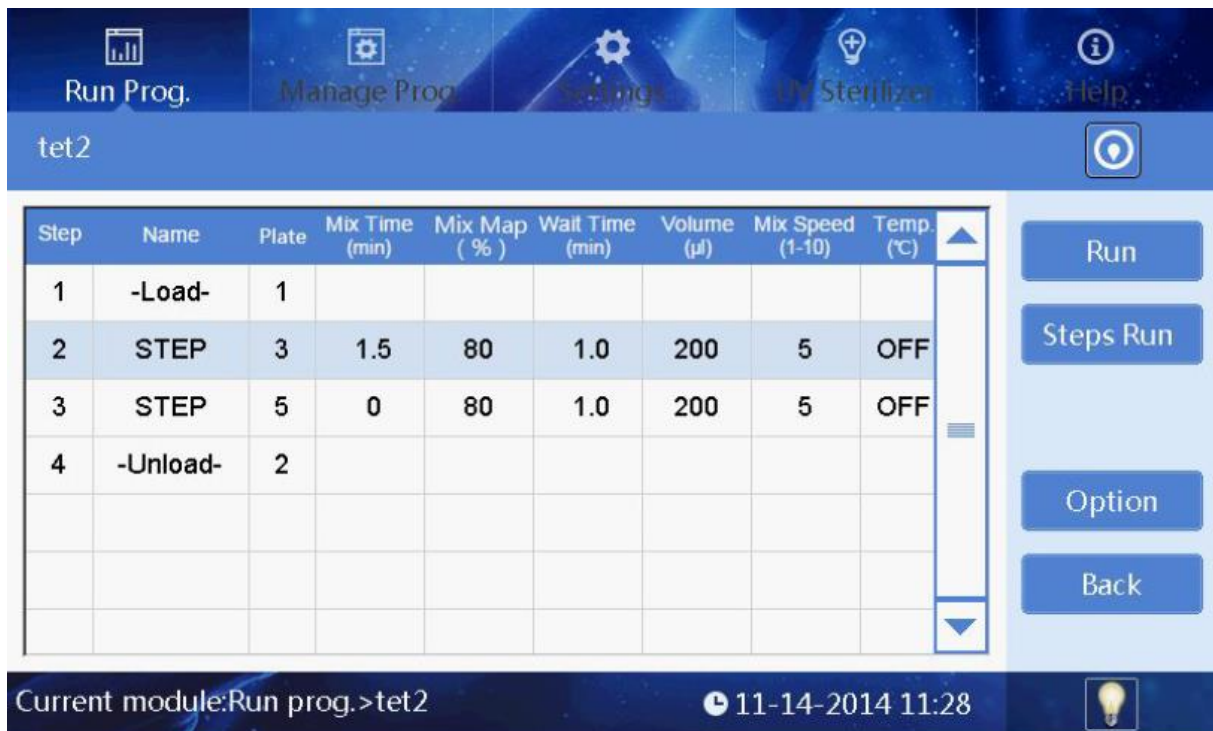 Run Prog. Manage Prog. Settings UV Sterilizer Help
tet2
Step Name Plate Mix Time (min) Mix Map ( % ) Wait Time (min) Volume (μl) Mix Speed (1-10) Temp. (℃)
1 -Load- 1
2 STEP 3 1.5 80 1.0 200 5 OFF
3 STEP 5 0 80 1.0 200 5 OFF
4 -Unload- 2
Run
Steps Run
Option
Back
Current module:Run prog.>tet2 11-14-2014 11:28